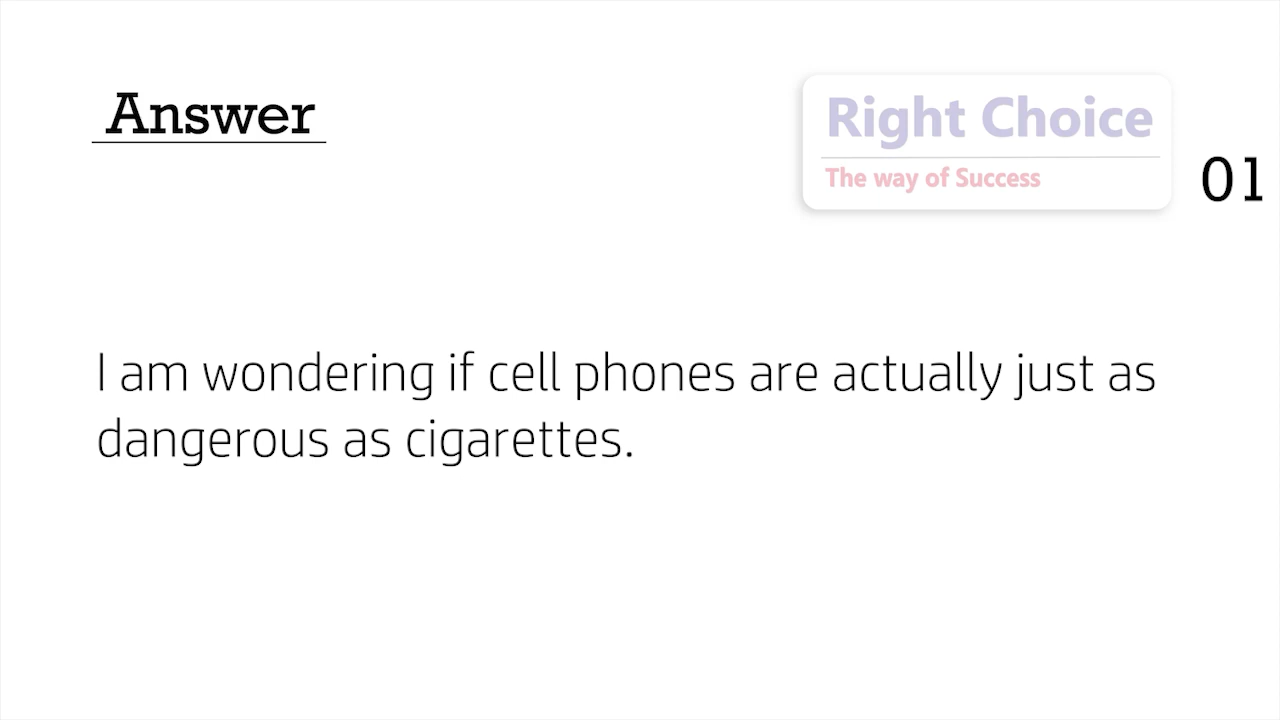 Answer
Right Choice
The way of Success
01
I am wondering if cell phones are actually just as
dangerous as cigarettes.